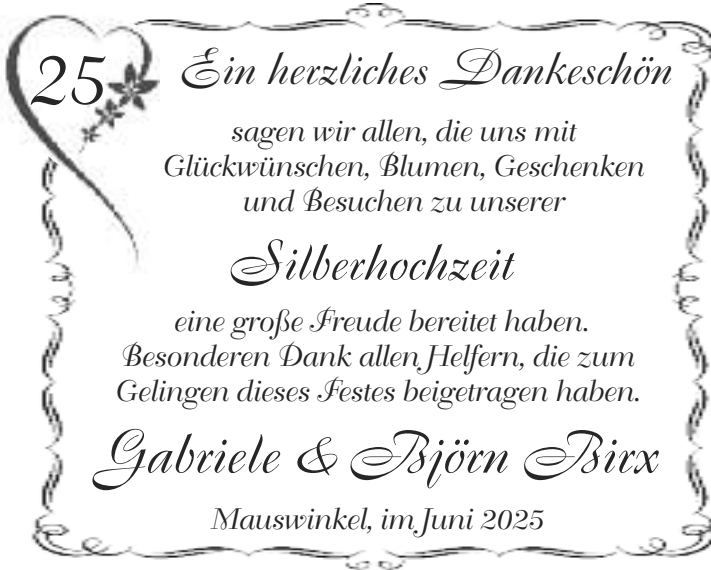 25
Ein herzliches Dankeschön
sagen wir allen, die uns mit
Glückwünschen, Blumen, Geschenken
und Besuchen zu unserer
Silberhochzeit
eine große Freude bereitet haben.
Besonderen Dank allen Helfern, die zum
Gelingen dieses Festes beigetragen haben.
Gabriele & Björn Birx
Mauswinkel, im Juni 2025